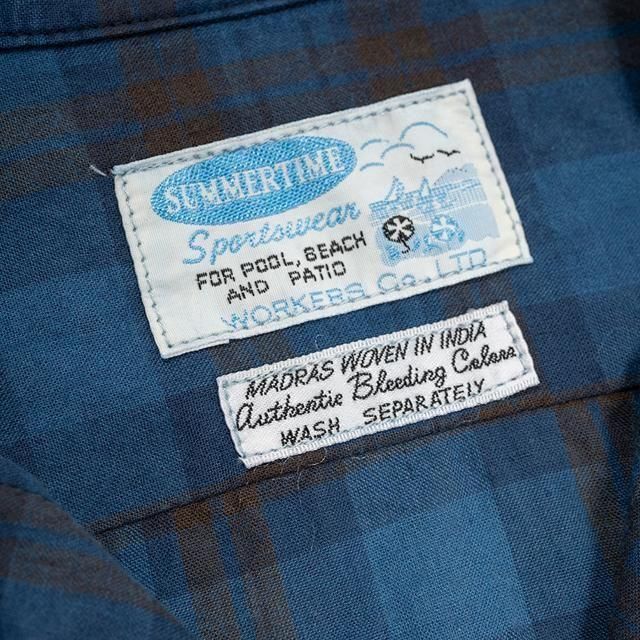 SUMMERTIME
Sportswear
FOR POOL, BEACH
AND PATIO
WORKERS Co., LTD
MADRAS WOVEN IN INDIA
Authentic Bleeding Colors
WASH SEPARATELY